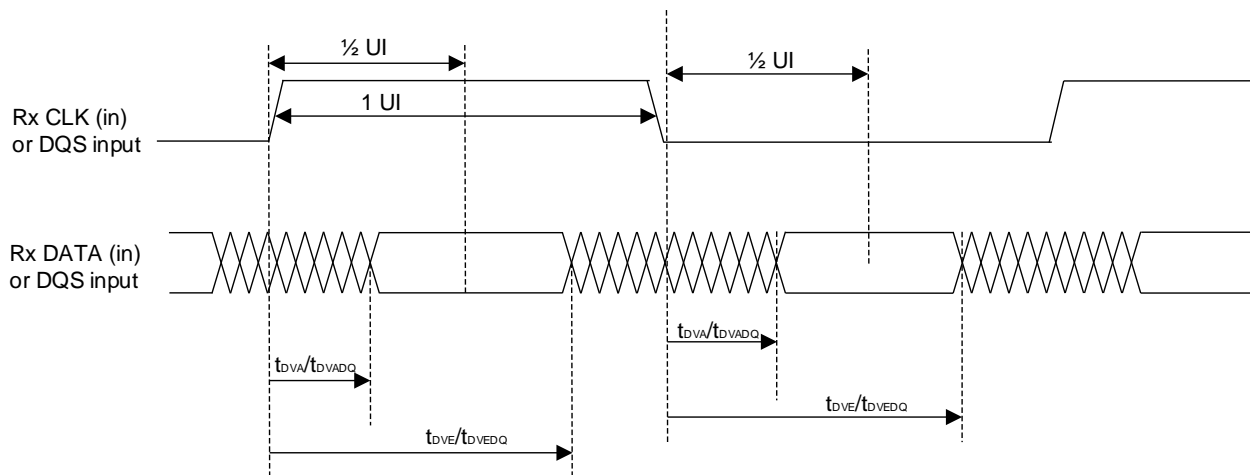 ½ UI
½ UI
1 UI
Rx CLK (in)
or DQS input
Rx DATA (in)
or DQS input
tDVA/tDVADQ
tDVA/tDVADQ
tDVE/tDVEDQ
tDVE/tDVEDQ